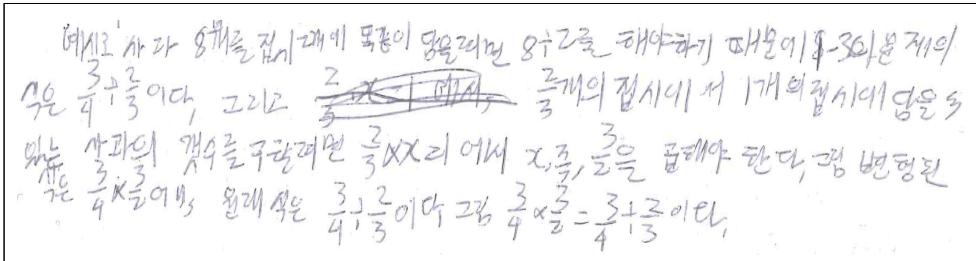 예시로 사과 8개를 접시 2개에 똑같이 담을려면 8÷2를 해야하기 때문에 1-3의 문제의
식은 3/4÷2/3이다, 그리고 2/3개의 접시에서 1개의 접시에 담을 수
있는 사과의 갯수를 구할려면 2/3×x 에서 x, 즉, 3/2을 곱해야 한다, 그럼 변형된
식은 3/4×3/2이며, 원래 식은 3/4÷2/3이다, 그럼 3/4×3/2=3/4÷2/3이다,